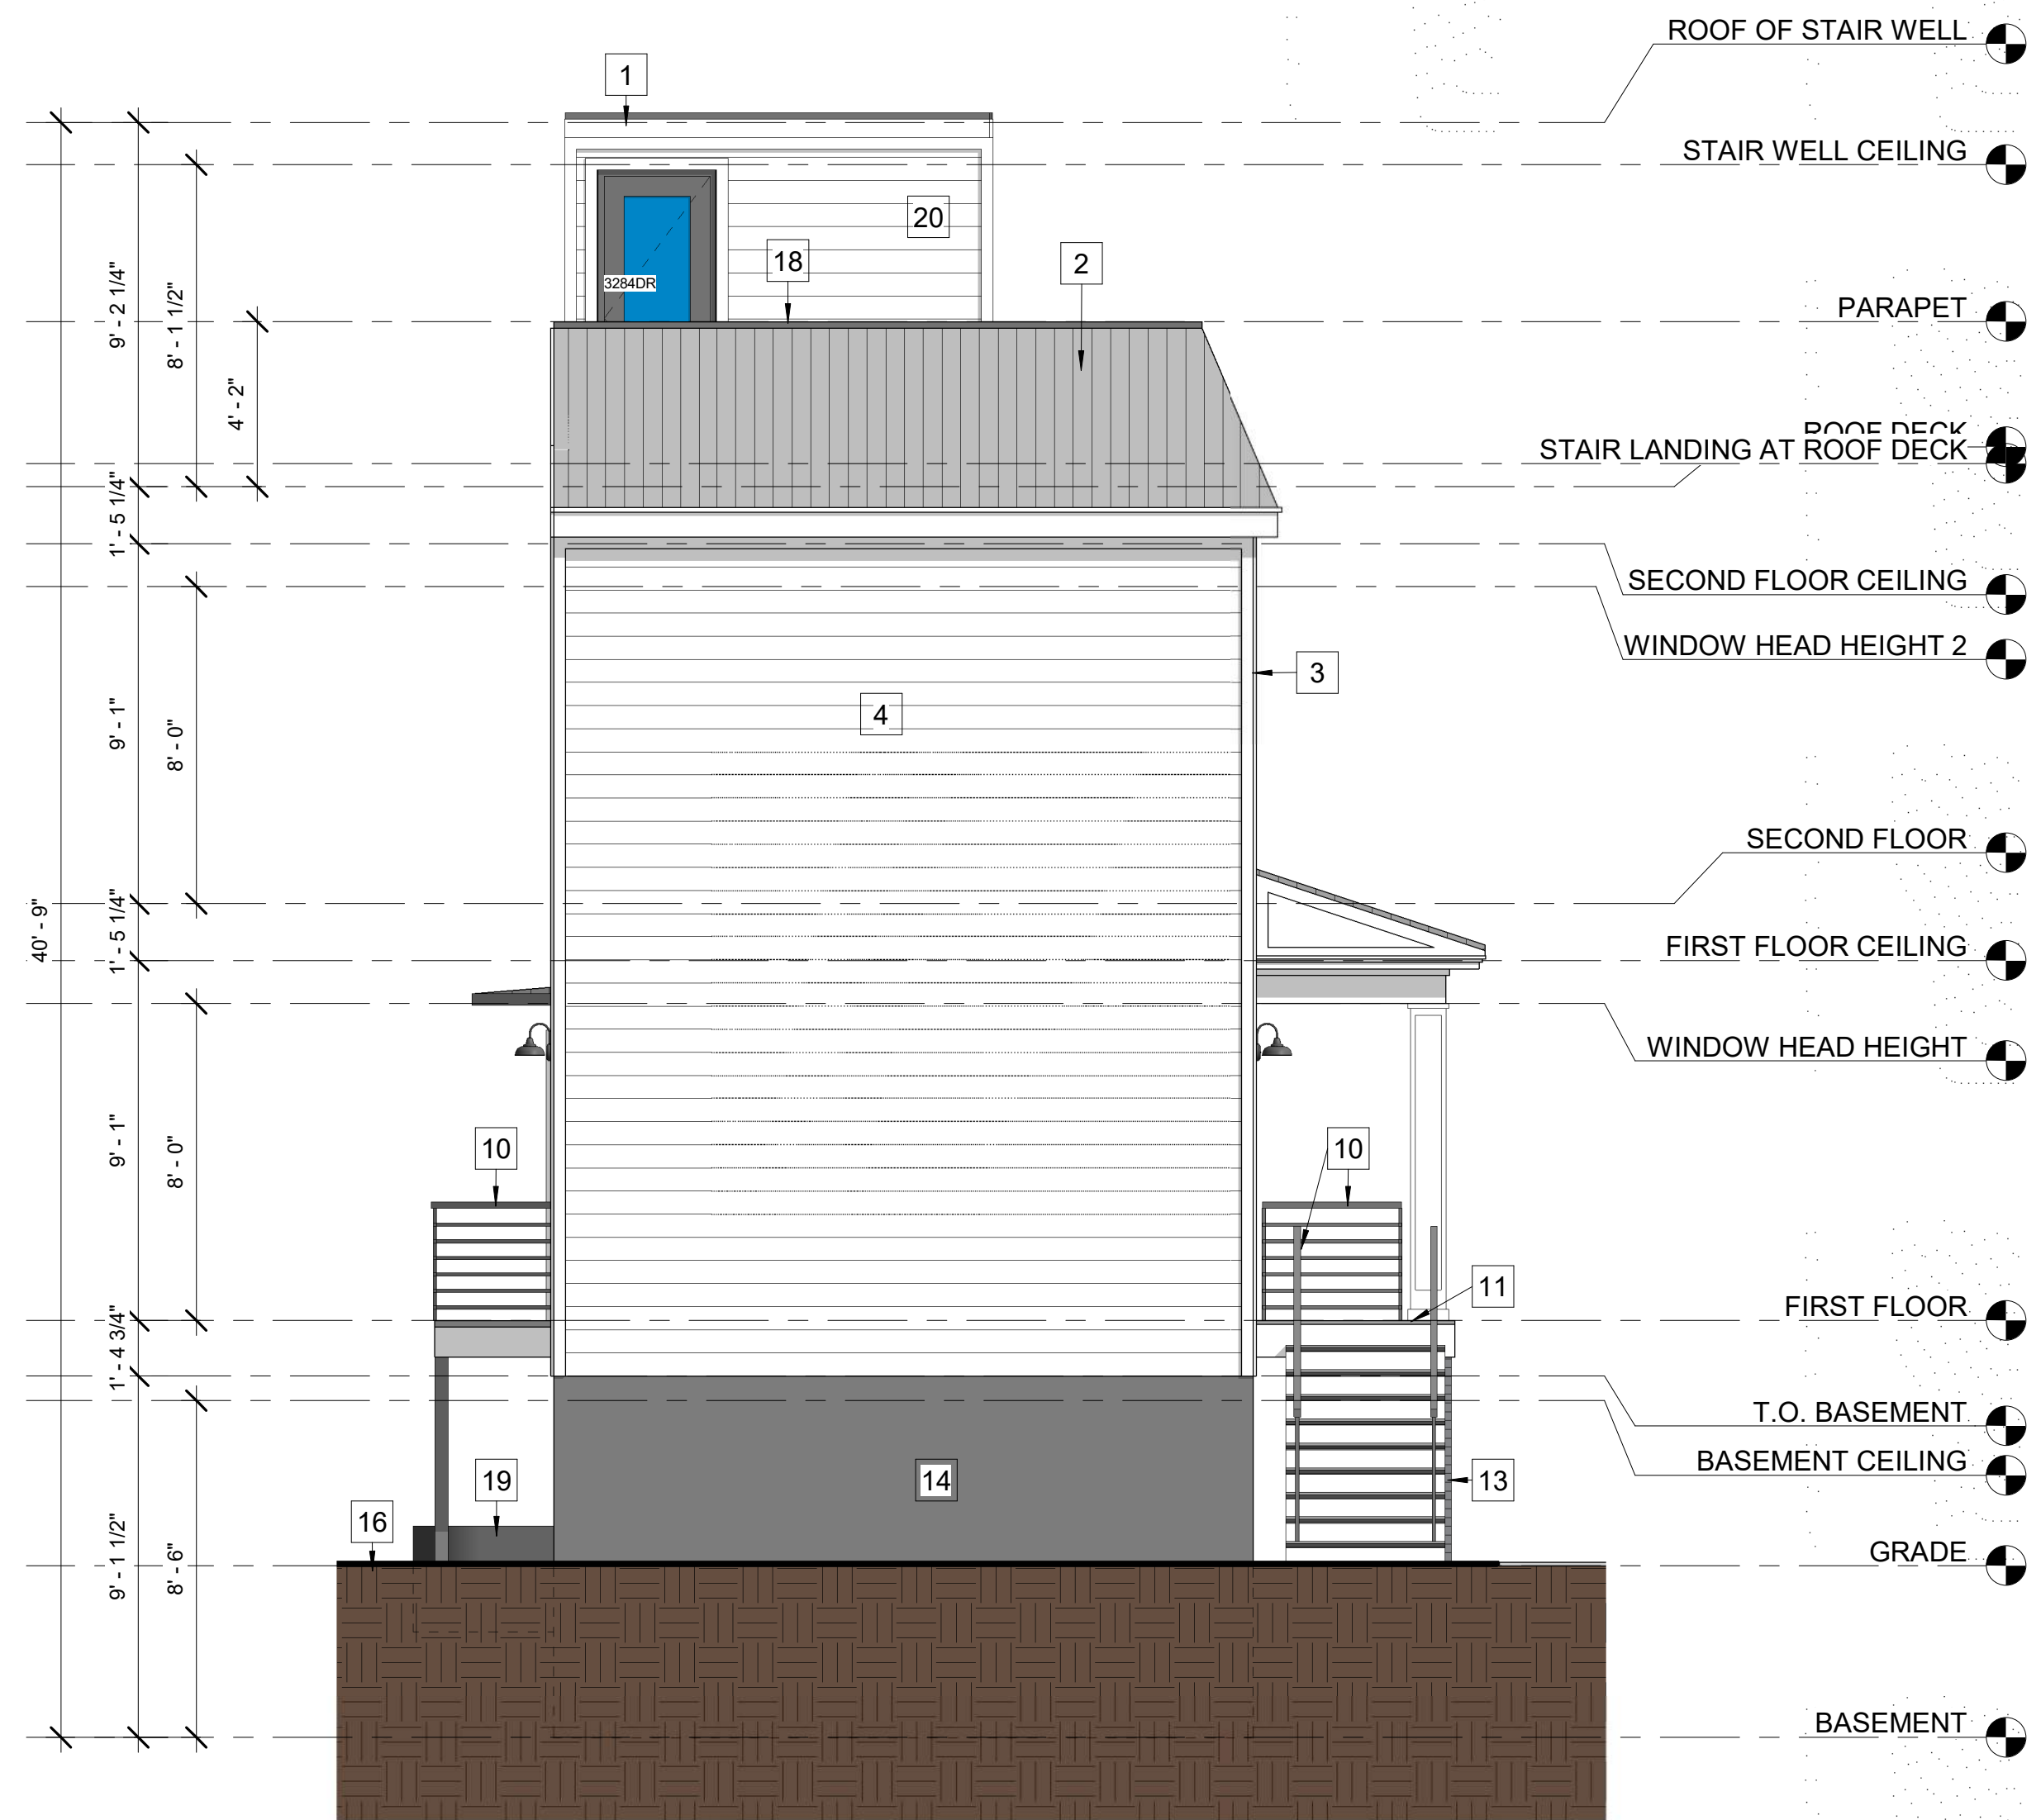 ROOF OF STAIR WELL
1
STAIR WELL CEILING
20
18
2
3284DR
9' - 2 1/4"
8' - 1 1/2"
PARAPET
4' - 2"
ROOF DECK
STAIR LANDING AT ROOF DECK
1' - 5 1/4"
SECOND FLOOR CEILING
WINDOW HEAD HEIGHT 2
3
4
9' - 1"
8' - 0"
SECOND FLOOR
40' - 9"
1' - 5 1/4"
FIRST FLOOR CEILING
WINDOW HEAD HEIGHT
9' - 1"
8' - 0"
10
10
11
FIRST FLOOR
1' - 4 3/4"
T.O. BASEMENT
BASEMENT CEILING
19
14
13
16
9' - 1 1/2"
8' - 6"
GRADE
BASEMENT